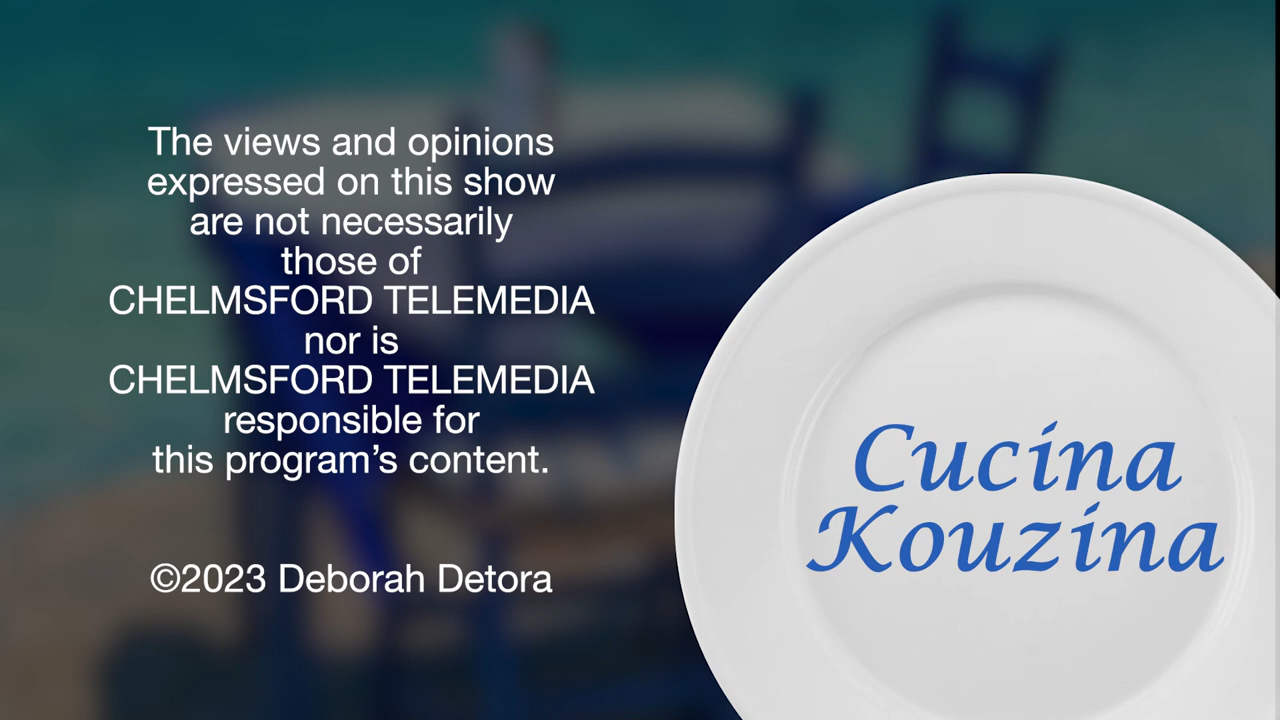 The views and opinions
expressed on this show
are not necessarily
those of
CHELMSFORD TELEMEDIA
nor is
CHELMSFORD TELEMEDIA
responsible for
this program’s content.
©2023 Deborah Detora
Cucina
Kouzina